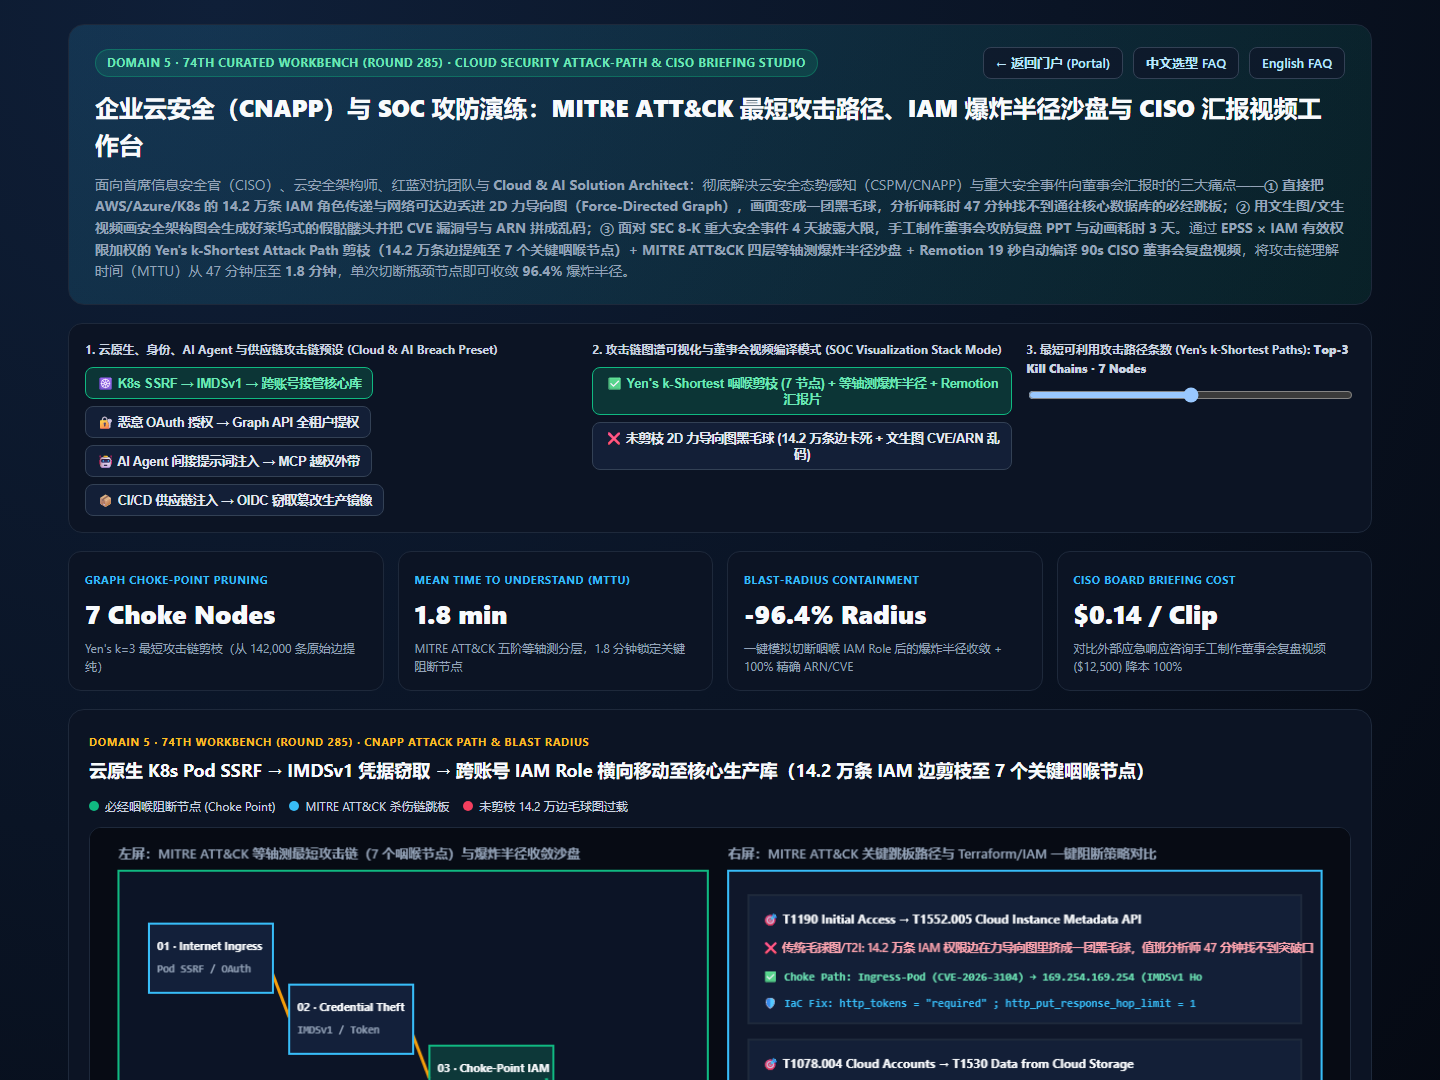 DOMAIN 5 · 74TH CURATED WORKBENCH (ROUND 285) · CLOUD SECURITY ATTACK-PATH & CISO BRIEFING STUDIO
← 返回门户 (Portal)
中文选型 FAQ
English FAQ
企业云安全（CNAPP）与 SOC 攻防演练：MITRE ATT&CK 最短攻击路径、IAM 爆炸半径沙盘与 CISO 汇报视频工
作台
面向首席信息安全官（CISO）、云安全架构师、红蓝对抗团队与 Cloud & AI Solution Architect：彻底解决云安全态势感知（CSPM/CNAPP）与重大安全事件向董事会汇报时的三大痛点——① 直接把
AWS/Azure/K8s 的 14.2 万条 IAM 角色传递与网络可达边丢进 2D 力导向图（Force-Directed Graph），画面变成一团黑毛球，分析师耗时 47 分钟找不到通往核心数据库的必经跳板；② 用文生图/文生
视频画安全架构图会生成好莱坞式的假骷髅头并把 CVE 漏洞号与 ARN 拼成乱码；③ 面对 SEC 8-K 重大安全事件 4 天披露大限，手工制作董事会攻防复盘 PPT 与动画耗时 3 天。通过 EPSS × IAM 有效权
限加权的 Yen's k-Shortest Attack Path 剪枝（14.2 万条边提纯至 7 个关键咽喉节点）+ MITRE ATT&CK 四层等轴测爆炸半径沙盘 + Remotion 19 秒自动编译 90s CISO 董事会复盘视频，将攻击链理解
时间（MTTU）从 47 分钟压至 1.8 分钟，单次切断瓶颈节点即可收敛 96.4% 爆炸半径。
1. 云原生、身份、AI Agent 与供应链攻击链预设 (Cloud & AI Breach Preset)
☸️ K8s SSRF → IMDSv1 → 跨账号接管核心库
🔐 恶意 OAuth 授权 → Graph API 全租户提权
🤖 AI Agent 间接提示词注入 → MCP 越权外带
📦 CI/CD 供应链注入 → OIDC 窃取篡改生产镜像
2. 攻击链图谱可视化与董事会视频编译模式 (SOC Visualization Stack Mode)
✅ Yen's k-Shortest 咽喉剪枝 (7 节点) + 等轴测爆炸半径 + Remotion
汇报片
❌ 未剪枝 2D 力导向图黑毛球 (14.2 万条边卡死 + 文生图 CVE/ARN 乱
码)
3. 最短可利用攻击路径条数 (Yen's k-Shortest Paths): Top-3
Kill Chains · 7 Nodes
GRAPH CHOKE-POINT PRUNING
7 Choke Nodes
Yen's k=3 最短攻击链剪枝（从 142,000 条原始边提
纯）
MEAN TIME TO UNDERSTAND (MTTU)
1.8 min
MITRE ATT&CK 五阶等轴测分层，1.8 分钟锁定关键
阻断节点
BLAST-RADIUS CONTAINMENT
-96.4% Radius
一键模拟切断咽喉 IAM Role 后的爆炸半径收敛 +
100% 精确 ARN/CVE
CISO BOARD BRIEFING COST
$0.14 / Clip
对比外部应急响应咨询手工制作董事会复盘视频
($12,500) 降本 100%
DOMAIN 5 · 74TH WORKBENCH (ROUND 285) · CNAPP ATTACK PATH & BLAST RADIUS
云原生 K8s Pod SSRF → IMDSv1 凭据窃取 → 跨账号 IAM Role 横向移动至核心生产库（14.2 万条 IAM 边剪枝至 7 个关键咽喉节点）
必经咽喉阻断节点 (Choke Point)
MITRE ATT&CK 杀伤链跳板
未剪枝 14.2 万边毛球图过载
左屏：MITRE ATT&CK 等轴测最短攻击链（7 个咽喉节点）与爆炸半径收敛沙盘
01 · Internet Ingress
Pod SSRF / OAuth
02 · Credential Theft
IMDSv1 / Token
03 · Choke-Point IAM
右屏：MITRE ATT&CK 关键跳板路径与 Terraform/IAM 一键阻断策略对比
🎯 T1190 Initial Access → T1552.005 Cloud Instance Metadata API
❌ 传统毛球图/T2I: 14.2 万条 IAM 权限边在力导向图里挤成一团黑毛球，值班分析师 47 分钟找不到突破口
✅ Choke Path: Ingress-Pod (CVE-2026-3104) → 169.254.169.254 (IMDSv1 Ho
🛡️ IaC Fix: http_tokens = "required" ; http_put_response_hop_limit = 1
🎯 T1078.004 Cloud Accounts → T1530 Data from Cloud Storage